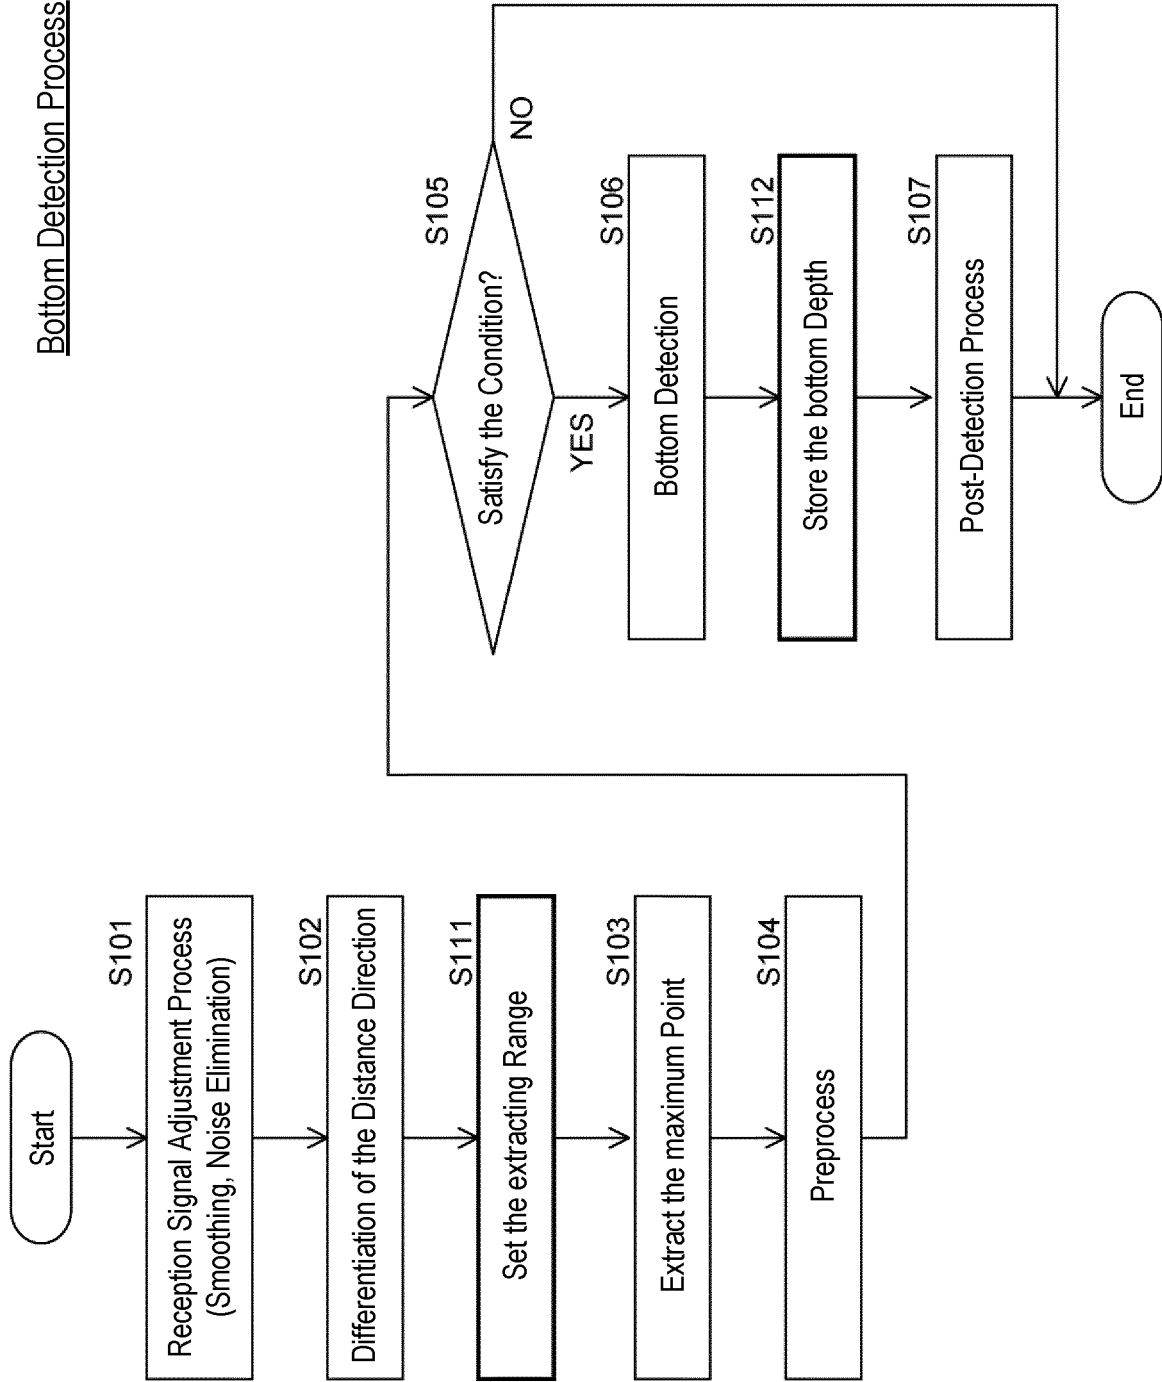 Bottom Detection Process
Start
S101
Reception Signal Adjustment Process
(Smoothing, Noise Elimination)
S102
Differentiation of the Distance Direction
S111
Set the extracting Range
S103
Extract the maximum Point
S104
Preprocess
S105
Satisfy the Condition?
NO
YES
S106
Bottom Detection
S112
Store the bottom Depth
S107
Post-Detection Process
End